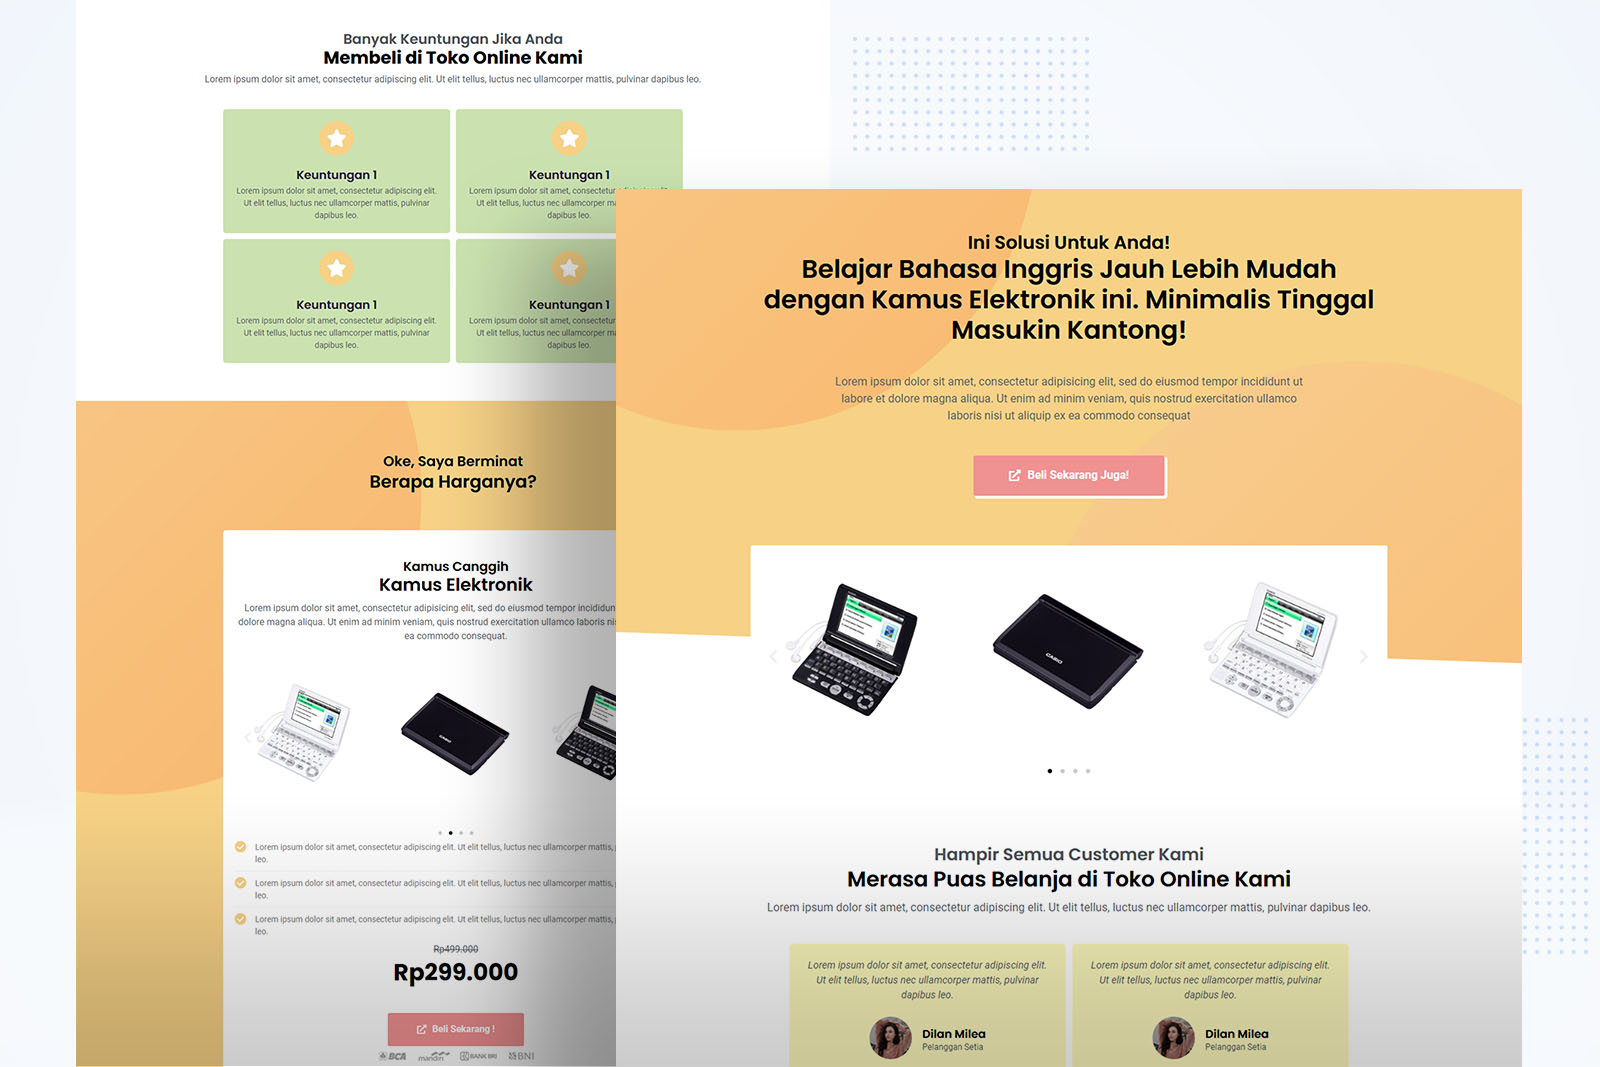 Banyak Keuntungan Jika Anda
Membeli di Toko Online Kami
Lorem ipsum dolor sit amet, consectetur adipiscing elit. Ut elit tellus, luctus nec ullamcorper mattis, pulvinar dapibus leo.
Keuntungan 1
Lorem ipsum dolor sit amet, consectetur adipiscing elit.
Ut elit tellus, luctus nec ullamcorper mattis, pulvinar
dapibus leo.
Keuntungan 1
Lorem ipsum dolor sit amet, consectetur
Ut elit tellus, luctus nec ullamcorper
dapibus leo.
Keuntungan 1
Lorem ipsum dolor sit amet, consectetur adipiscing elit.
Ut elit tellus, luctus nec ullamcorper mattis, pulvinar
dapibus leo.
Keuntungan 1
Lorem ipsum dolor sit amet, consectetur
Ut elit tellus, luctus nec ullamcorper
dapibus leo.
Oke, Saya Berminat
Berapa Harganya?
Kamus Canggih
Kamus Elektronik
Lorem ipsum dolor sit amet, consectetur adipisicing elit, sed do eiusmod tempor incididun
dolore magna aliqua. Ut enim ad minim veniam, quis nostrud exercitation ullamco laboris nis
ea commodo consequat.
CASIO
Lorem ipsum dolor sit amet, consectetur adipiscing elit. Ut elit tellus, luctus nec ullamcorper mattis,
leo.
Lorem ipsum dolor sit amet, consectetur adipiscing elit. Ut elit tellus, luctus nec ullamcorper mattis,
leo.
Lorem ipsum dolor sit amet, consectetur adipiscing elit. Ut elit tellus, luctus nec ullamcorper mattis,
leo.
Rp499.000
Rp299.000
Beli Sekarang !
BCA mandiri BANK BRI BNI
Ini Solusi Untuk Anda!
Belajar Bahasa Inggris Jauh Lebih Mudah
dengan Kamus Elektronik ini. Minimalis Tinggal
Masukin Kantong!
Lorem ipsum dolor sit amet, consectetur adipisicing elit, sed do eiusmod tempor incididunt ut
labore et dolore magna aliqua. Ut enim ad minim veniam, quis nostrud exercitation ullamco
laboris nisi ut aliquip ex ea commodo consequat
Beli Sekarang Juga!
CASIO
Hampir Semua Customer Kami
Merasa Puas Belanja di Toko Online Kami
Lorem ipsum dolor sit amet, consectetur adipiscing elit. Ut elit tellus, luctus nec ullamcorper mattis, pulvinar dapibus leo.
Lorem ipsum dolor sit amet, consectetur adipiscing elit.
Ut elit tellus, luctus nec ullamcorper mattis, pulvinar
dapibus leo.
Dilan Milea
Pelanggan Setia
Lorem ipsum dolor sit amet, consectetur adipiscing elit.
Ut elit tellus, luctus nec ullamcorper mattis, pulvinar
dapibus leo.
Dilan Milea
Pelanggan Setia